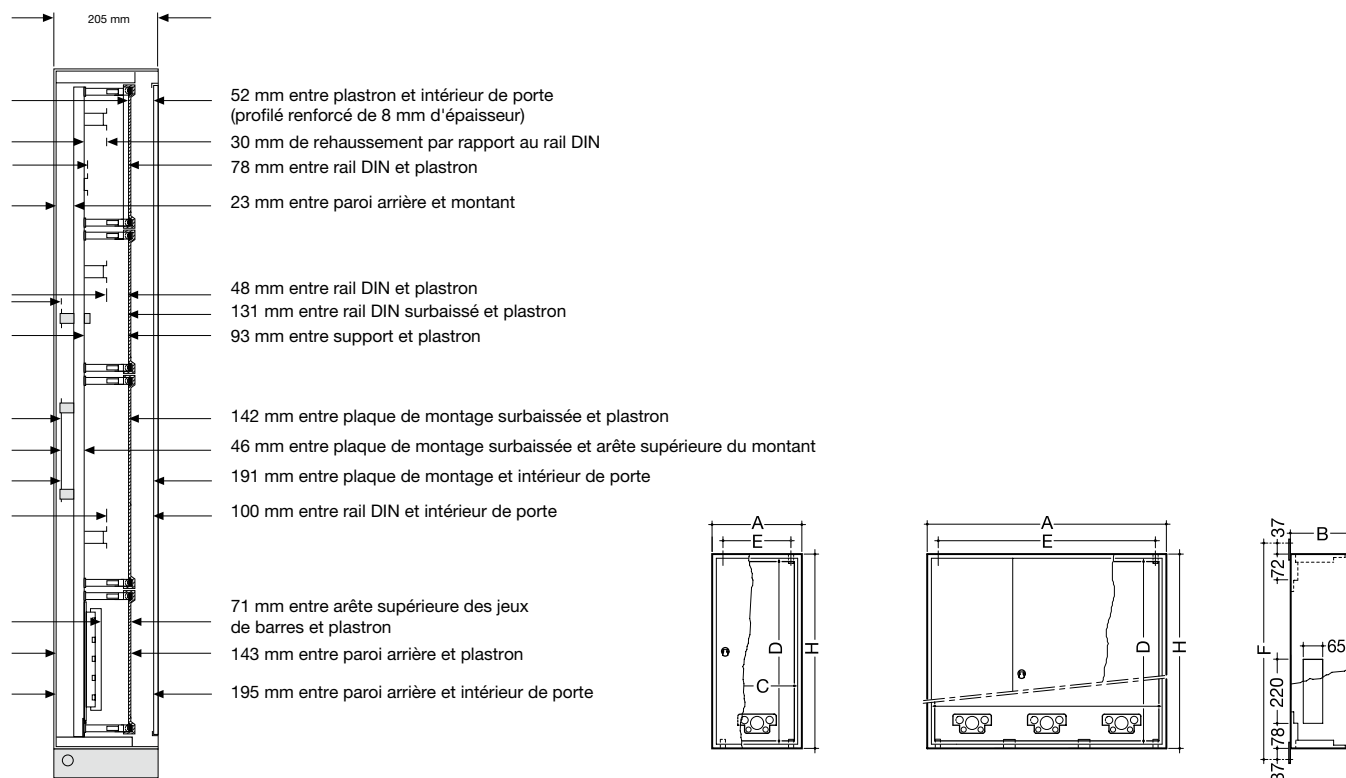 205 mm
52 mm entre plastron et intérieur de porte
(profilé renforcé de 8 mm d'épaisseur)
30 mm de rehaussement par rapport au rail DIN
78 mm entre rail DIN et plastron
23 mm entre paroi arrière et montant
48 mm entre rail DIN et plastron
131 mm entre rail DIN surbaissé et plastron
93 mm entre support et plastron
142 mm entre plaque de montage surbaissée et plastron
46 mm entre plaque de montage surbaissée et arête supérieure du montant
191 mm entre plaque de montage et intérieur de porte
100 mm entre rail DIN et intérieur de porte
71 mm entre arête supérieure des jeux
de barres et plastron
143 mm entre paroi arrière et plastron
195 mm entre paroi arrière et intérieur de porte
A
E
D
H
C
A
E
D
H
37
B
72
F
65
220
78
37